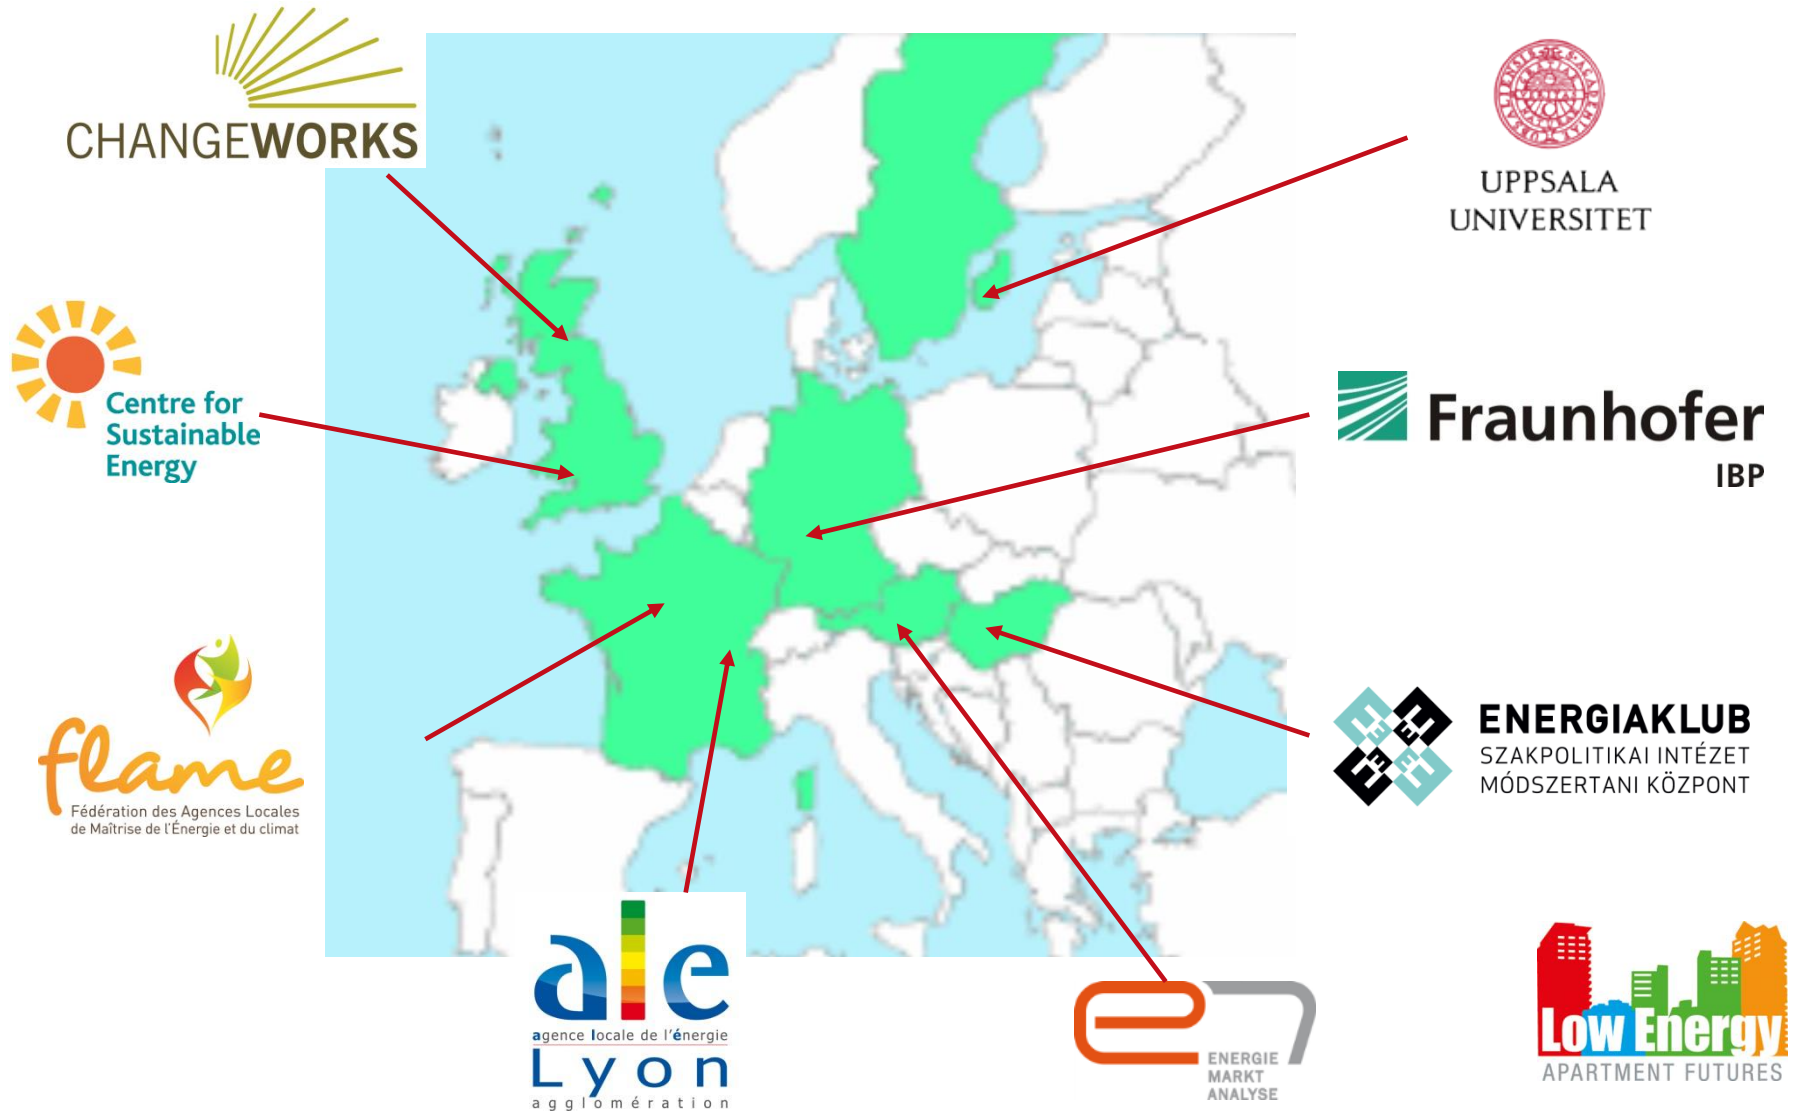 CHANGEWORKS
UPPSALA
UNIVERSITET
Centre for
Sustainable
Energy
Fraunhofer
IBP
flame
Fédération des Agences Locales
de Maîtrise de l'Énergie et du climat
ENERGIAKLUB
SZAKPOLITIKAI INTÉZET
MÓDSZERTANI KÖZPONT
ale
agence locale de l'énergie
Lyon
agglomération
e7
ENERGIE
MARKT
ANALYSE
Low Energy
APARTMENT FUTURES